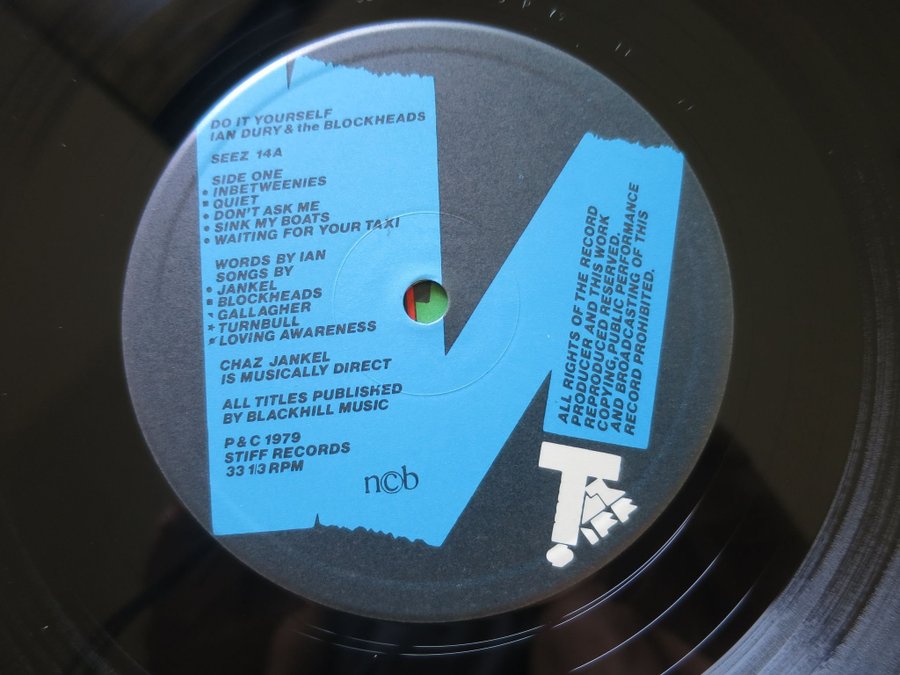 DO IT YOURSELF
IAN DURY & the BLOCKHEADS
SEEZ 14A
SIDE ONE
INBETWEENIES
QUIET
DON'T ASK ME
SINK MY BOATS
WAITING FOR YOUR TAXI
WORDS BY IAN
SONGS BY
JANKEL
BLOCKHEADS
GALLAGHER
TURNBULL
LOVING AWARENESS
CHAZ JANKEL
IS MUSICALLY DIRECT
ALL TITLES PUBLISHED
BY BLACKHILL MUSIC
P & C 1979
STIFF RECORDS
33 1/3 RPM
n©b
ALL RIGHTS OF THE RECORD
PRODUCER AND THIS WORK
REPRODUCED RESERVED.
COPYING, PUBLIC PERFORMANCE
AND BROADCASTING OF THIS
RECORD PROHIBITED.